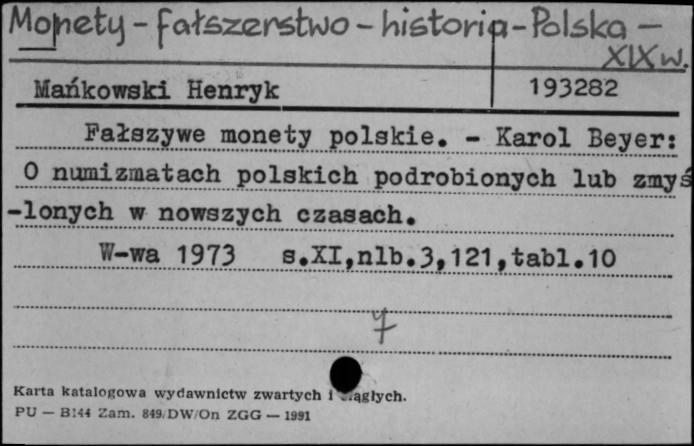 Monety - fałszerstwo - historia - Polska -
XIX w.
Mańkowski Henryk 193282
Fałszywe monety polskie. - Karol Beyer:
O numizmatach polskich podrobionych lub zmyś
-lonych w nowszych czasach.
W-wa 1973 s.XI,nlb.3,121,tabl.10
7
Karta katalogowa wydawnictw zwartych i ciągłych.
PU — B144 Zam. 849/DW/On ZGG — 1991